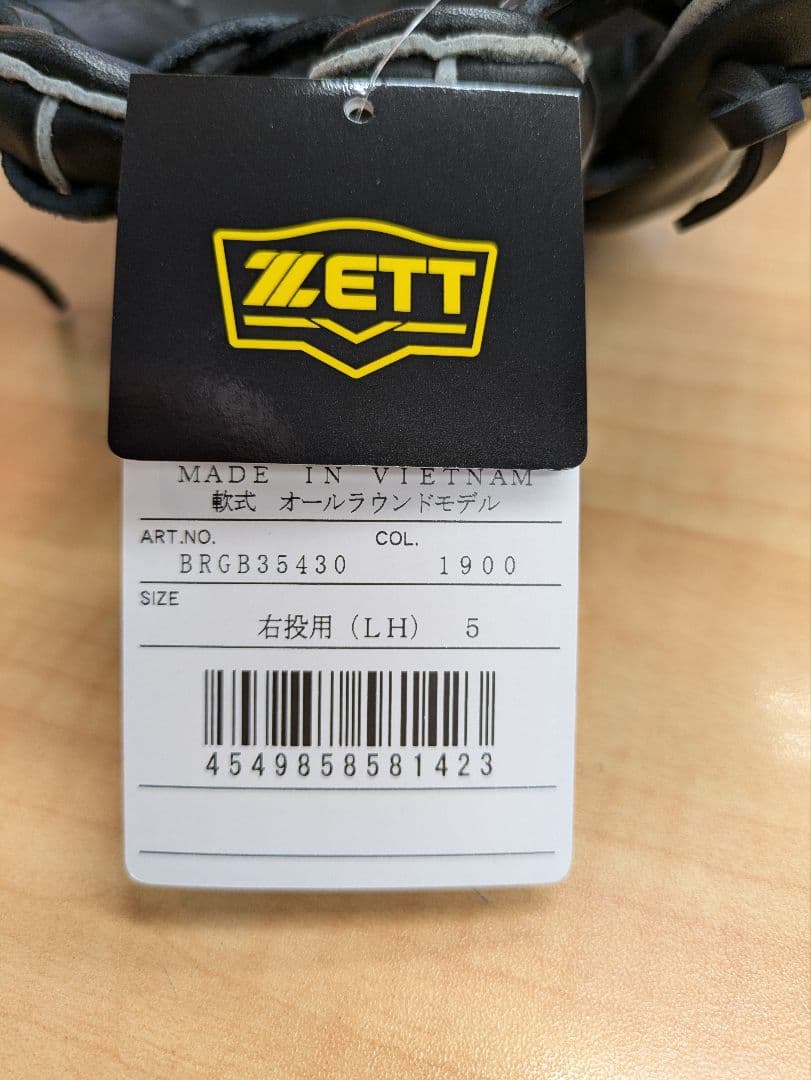 ZETT
MADE IN VIETNAM
軟式 オールラウンドモデル
ART.NO. COL.
BRGB35430 1900
SIZE
右投用(LH) 5
4549858581423